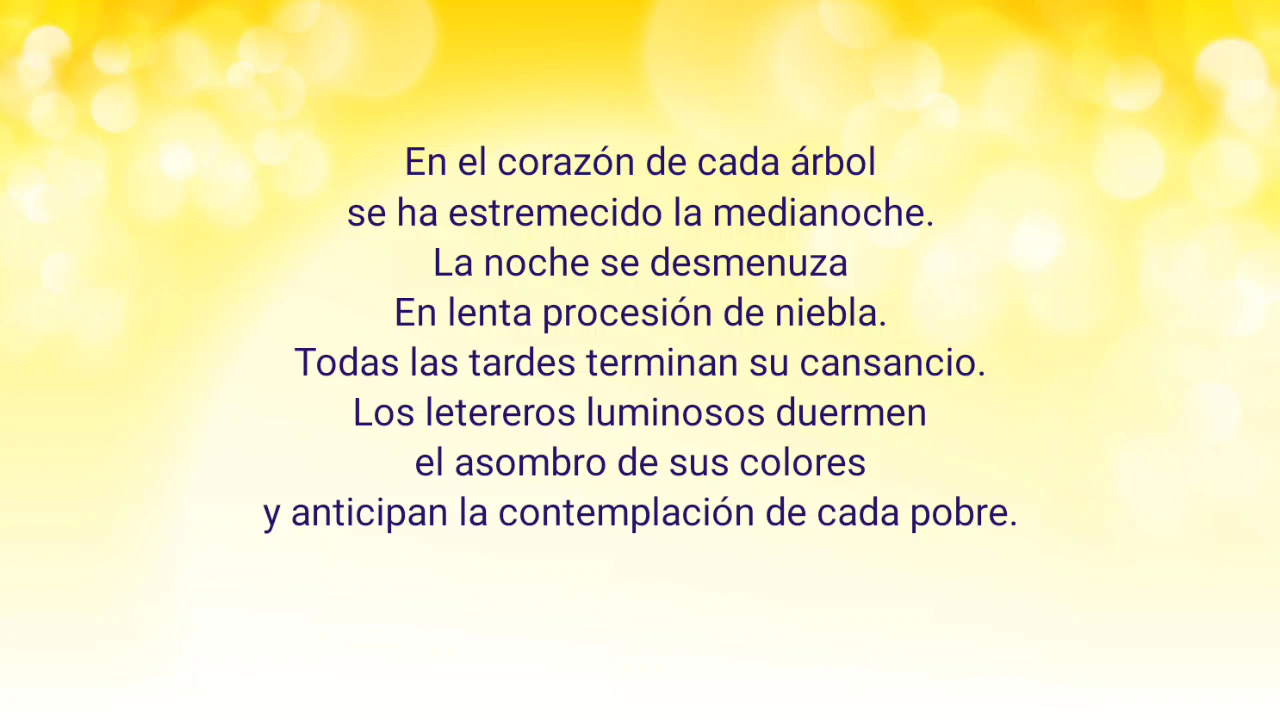 En el corazón de cada árbol
se ha estremecido la medianoche.
La noche se desmenuza
En lenta procesión de niebla.
Todas las tardes terminan su cansancio.
Los letereros luminosos duermen
el asombro de sus colores
y anticipan la contemplación de cada pobre.